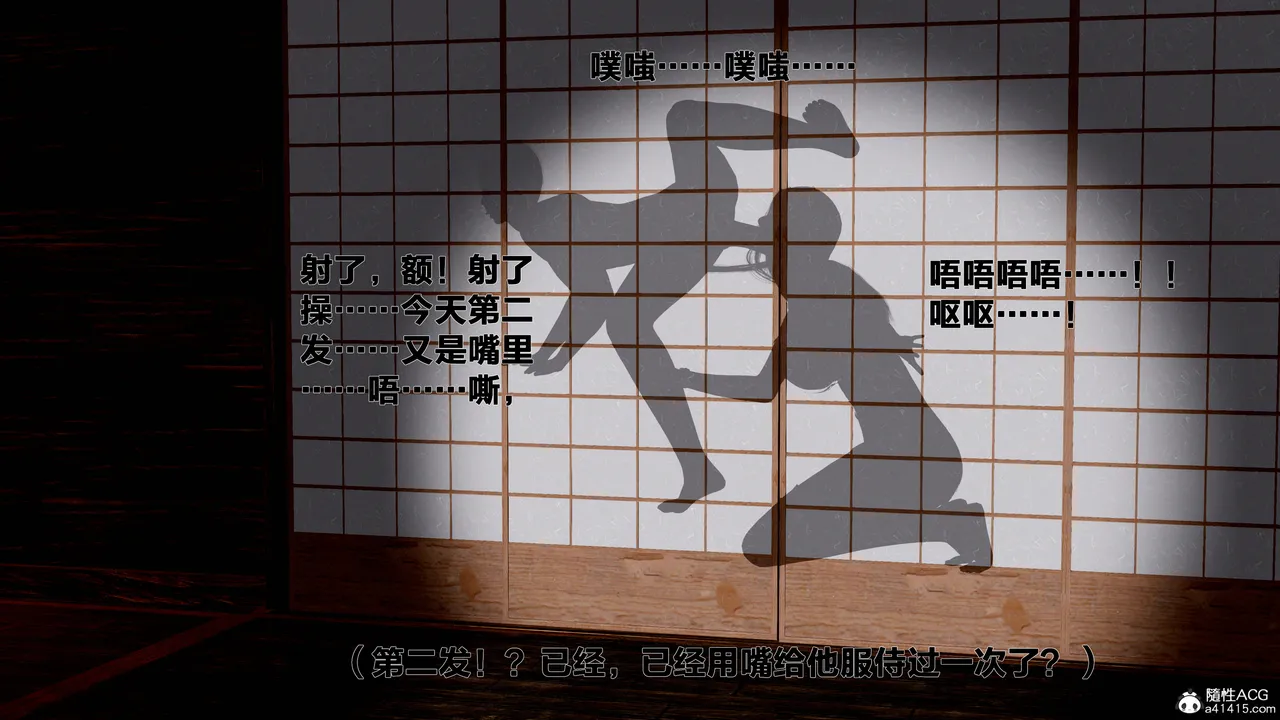 噗嗤……噗嗤……
射了，额！射了
操……今天第二
发……又是嘴里
……唔……嘶，
唔唔唔唔……！！
呕呕……！
（第二发！？已经，已经用嘴给他服侍过一次了？）
隨性ACG
a41415.com